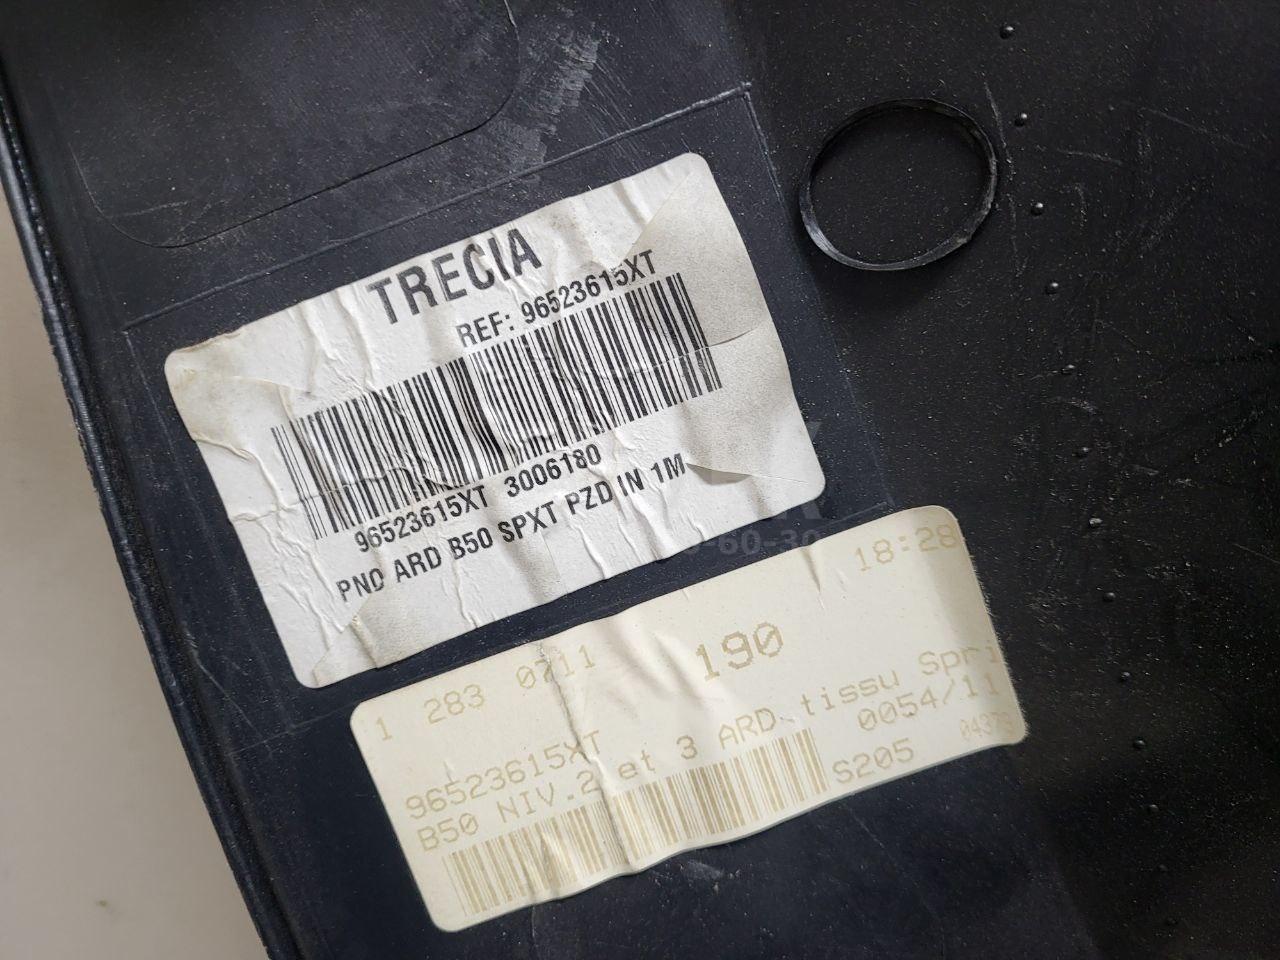 TRECIA
REF: 96523615XT
96523615XT 3006180
PND ARD B50 SPXT PZD IN 1M
18:28
1 283 0711 190
96523615XT 0054/11
B50 NIV.2 et 3 ARD tissu Spri
S205 04373